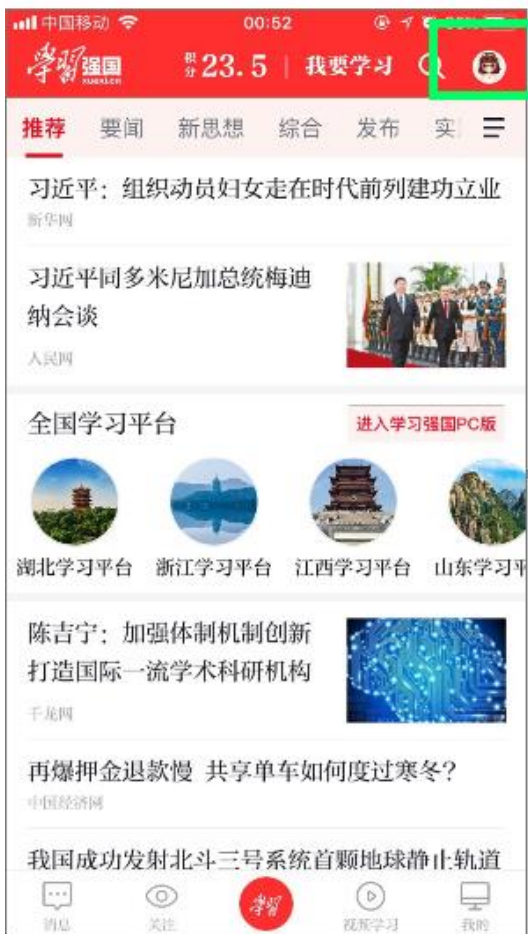 中国移动
00:52
学习强国
xuexi.cn
积分 23.5
我要学习
推荐 要闻 新思想 综合 发布 实
习近平：组织动员妇女走在时代前列建功立业
新华网
习近平同多米尼加总统梅迪
纳会谈
人民网
全国学习平台
进入学习强国PC版
湖北学习平台 浙江学习平台 江西学习平台 山东学习平
陈吉宁：加强体制机制创新
打造国际一流学术科研机构
千龙网
再爆押金退款慢 共享单车如何度过寒冬？
中国经济网
我国成功发射北斗三号系统首颗地球静止轨道
消息 关注 学习 视频学习 我的